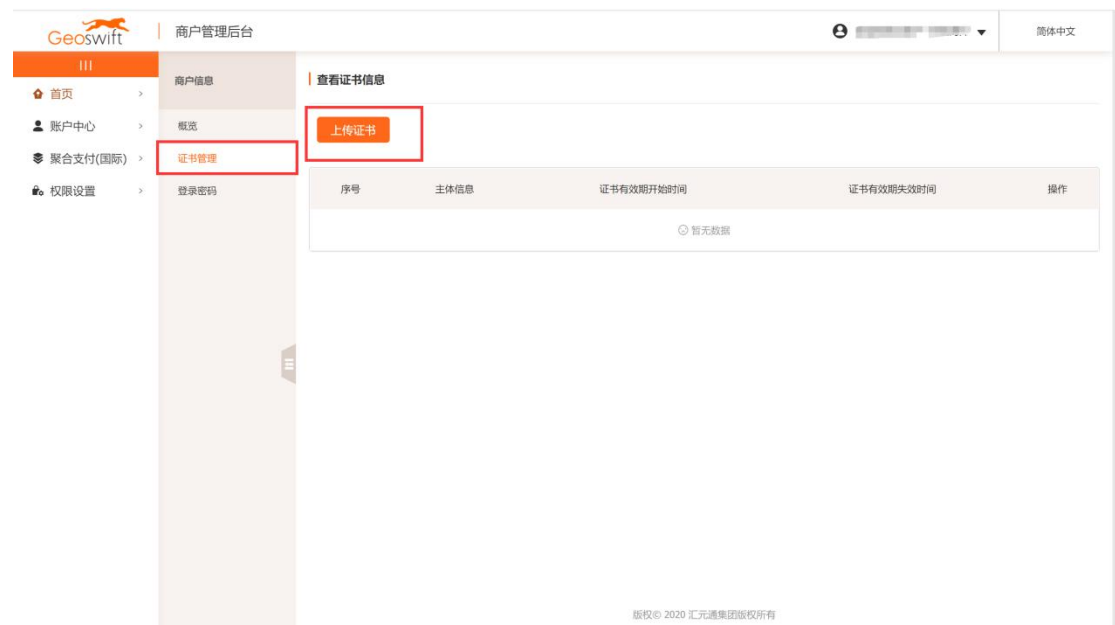 Geoswift
商户管理后台
简体中文
首页
账户中心
聚合支付(国际)
权限设置
商户信息
概览
证书管理
登录密码
查看证书信息
上传证书
序号 主体信息 证书有效期开始时间 证书有效期失效时间 操作
暂无数据
版权© 2020 汇元通集团版权所有